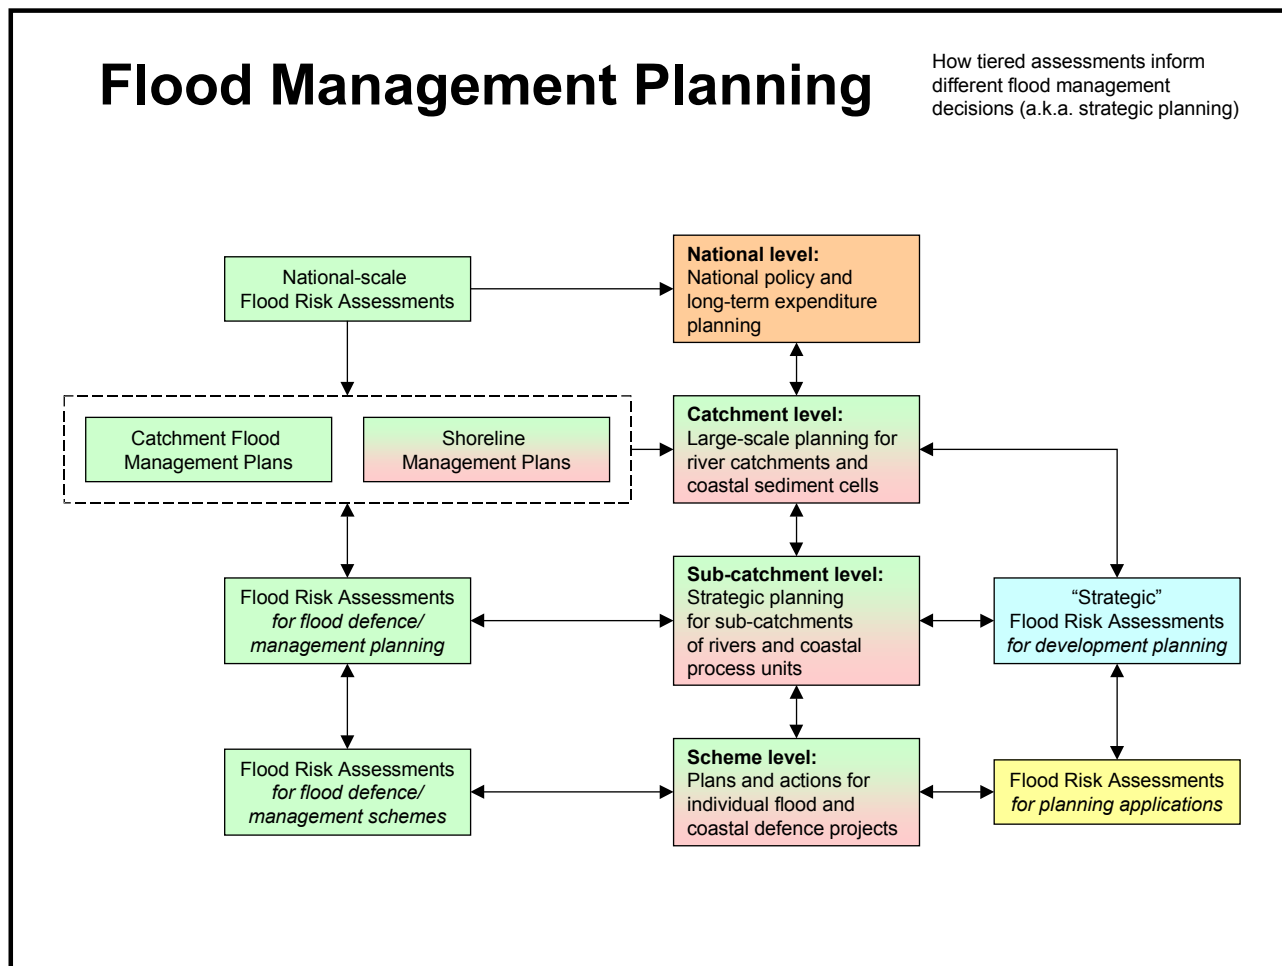 Flood Management Planning
How tiered assessments inform
different flood management
decisions (a.k.a. strategic planning)
National-scale
Flood Risk Assessments
National level:
National policy and
long-term expenditure
planning
Catchment Flood
Management Plans
Shoreline
Management Plans
Catchment level:
Large-scale planning for
river catchments and
coastal sediment cells
Flood Risk Assessments
for flood defence/
management planning
Sub-catchment level:
Strategic planning
for sub-catchments
of rivers and coastal
process units
“Strategic”
Flood Risk Assessments
for development planning
Flood Risk Assessments
for flood defence/
management schemes
Scheme level:
Plans and actions for
individual flood and
coastal defence projects
Flood Risk Assessments
for planning applications